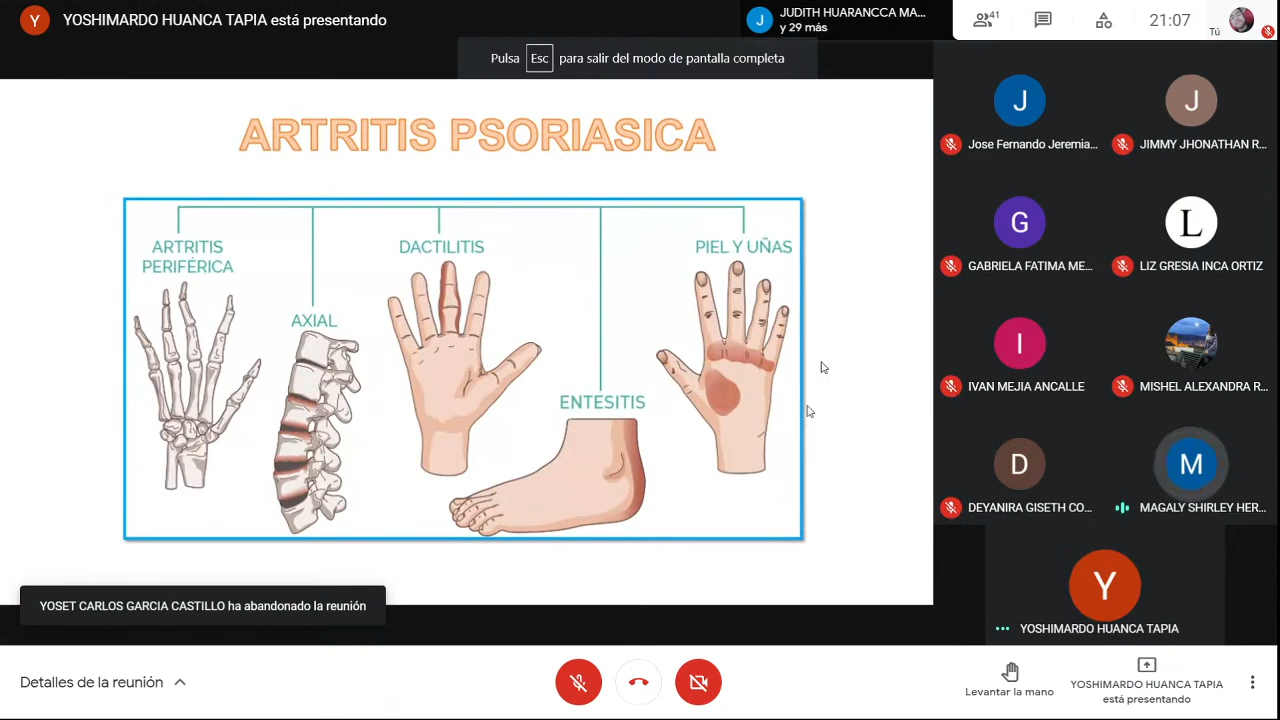 Y
YOSHIMARDO HUANCA TAPIA está presentando
J
JUDITH HUARANCCA MA...
y 29 más
41
21:07
Tú
Pulsa Esc para salir del modo de pantalla completa
ARTRITIS PSORIASICA
ARTRITIS
PERIFÉRICA
AXIAL
DACTILITIS
ENTESITIS
PIEL Y UÑAS
J
Jose Fernando Jeremia...
J
JIMMY JHONATHAN R...
G
GABRIELA FATIMA ME...
L
LIZ GRESIA INCA ORTIZ
I
IVAN MEJIA ANCALLE
MISHEL ALEXANDRA R...
D
DEYANIRA GISETH CO...
M
MAGALY SHIRLEY HER...
Y
YOSHIMARDO HUANCA TAPIA
YOSET CARLOS GARCIA CASTILLO ha abandonado la reunión
Detalles de la reunión
Levantar la mano
YOSHIMARDO HUANCA TAPIA
está presentando